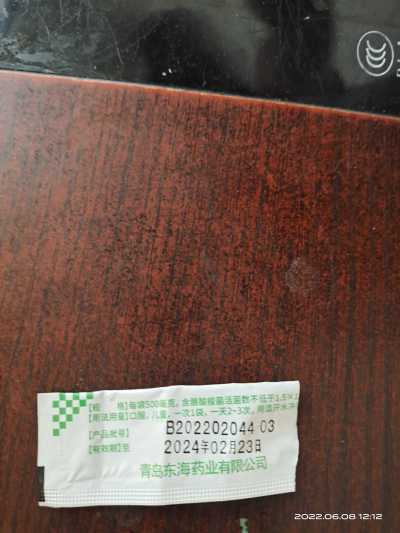 【规 格】每袋500毫克，含酪酸梭菌活菌数不低于1.5×1
【用法用量】口服，儿童，一次1袋，一天2~3次，用温开水冲
【产品批号】 B202202044 03
【有效期】至 2024年02月23日
青岛东海药业有限公司
2022.06.08 12:12